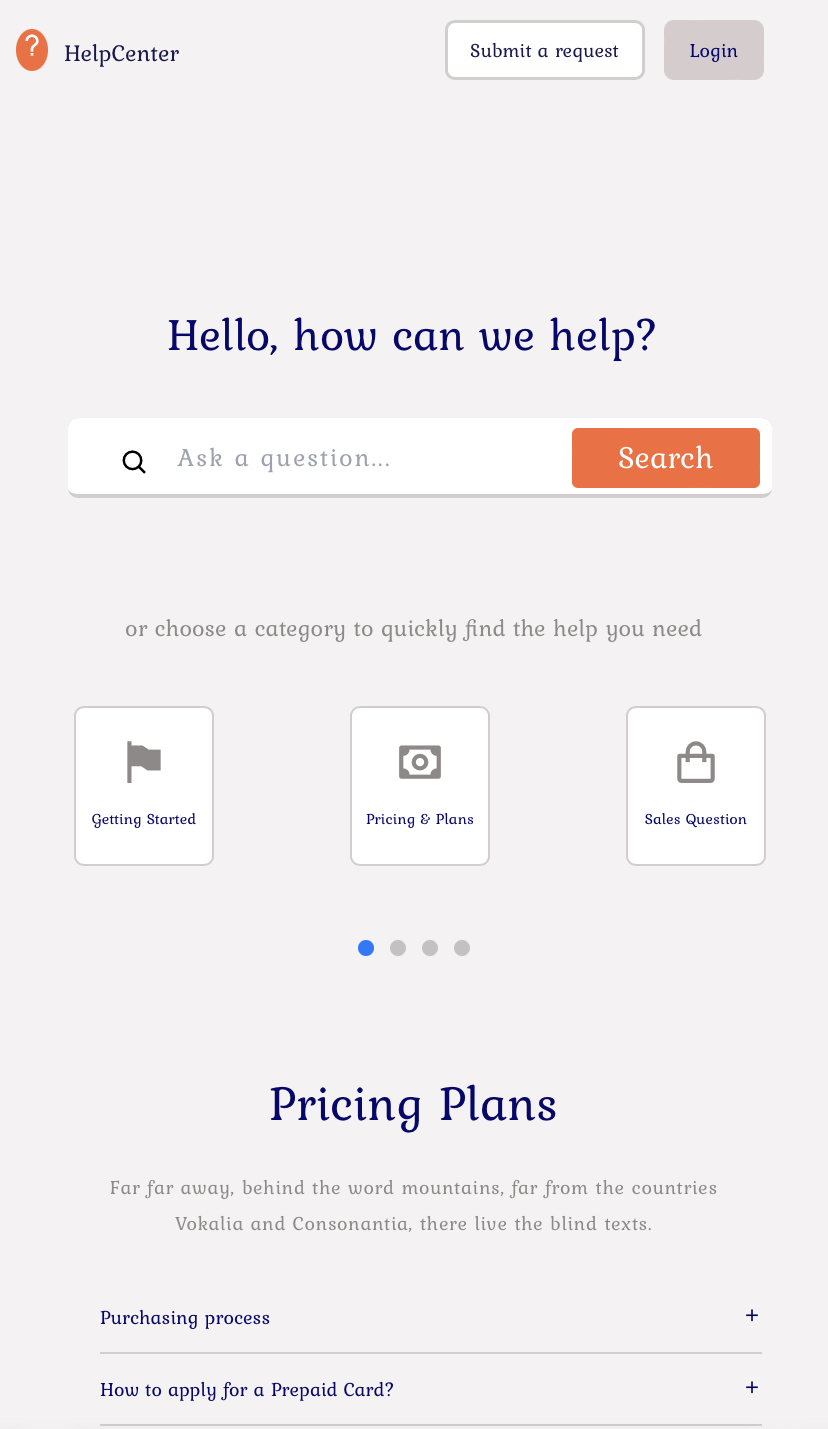 ?
HelpCenter
Submit a request
Login
Hello, how can we help?
Ask a question...
Search
or choose a category to quickly find the help you need
Getting Started
Pricing & Plans
Sales Question
Pricing Plans
Far far away, behind the word mountains, far from the countries
Vokalia and Consonantia, there live the blind texts.
Purchasing process
+
How to apply for a Prepaid Card?
+